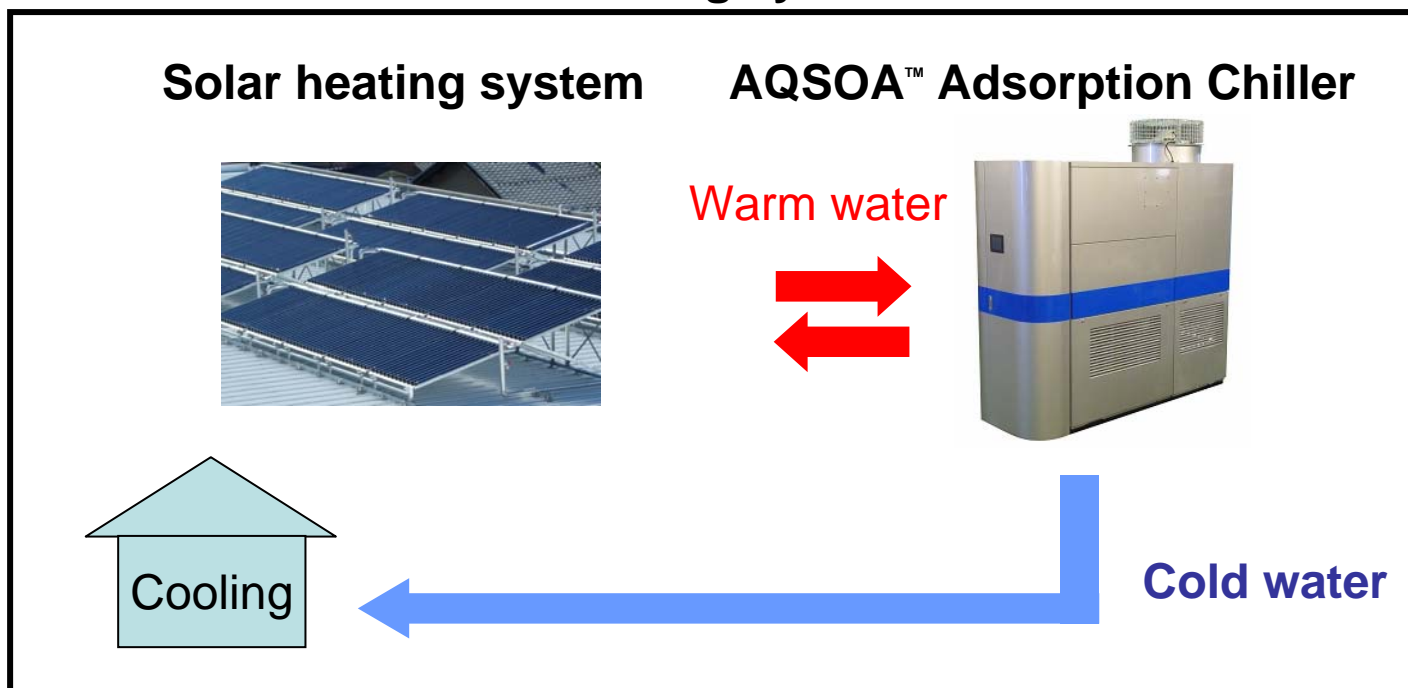 Solar heating system
AQSOA™ Adsorption Chiller
Warm water
Cooling
Cold water